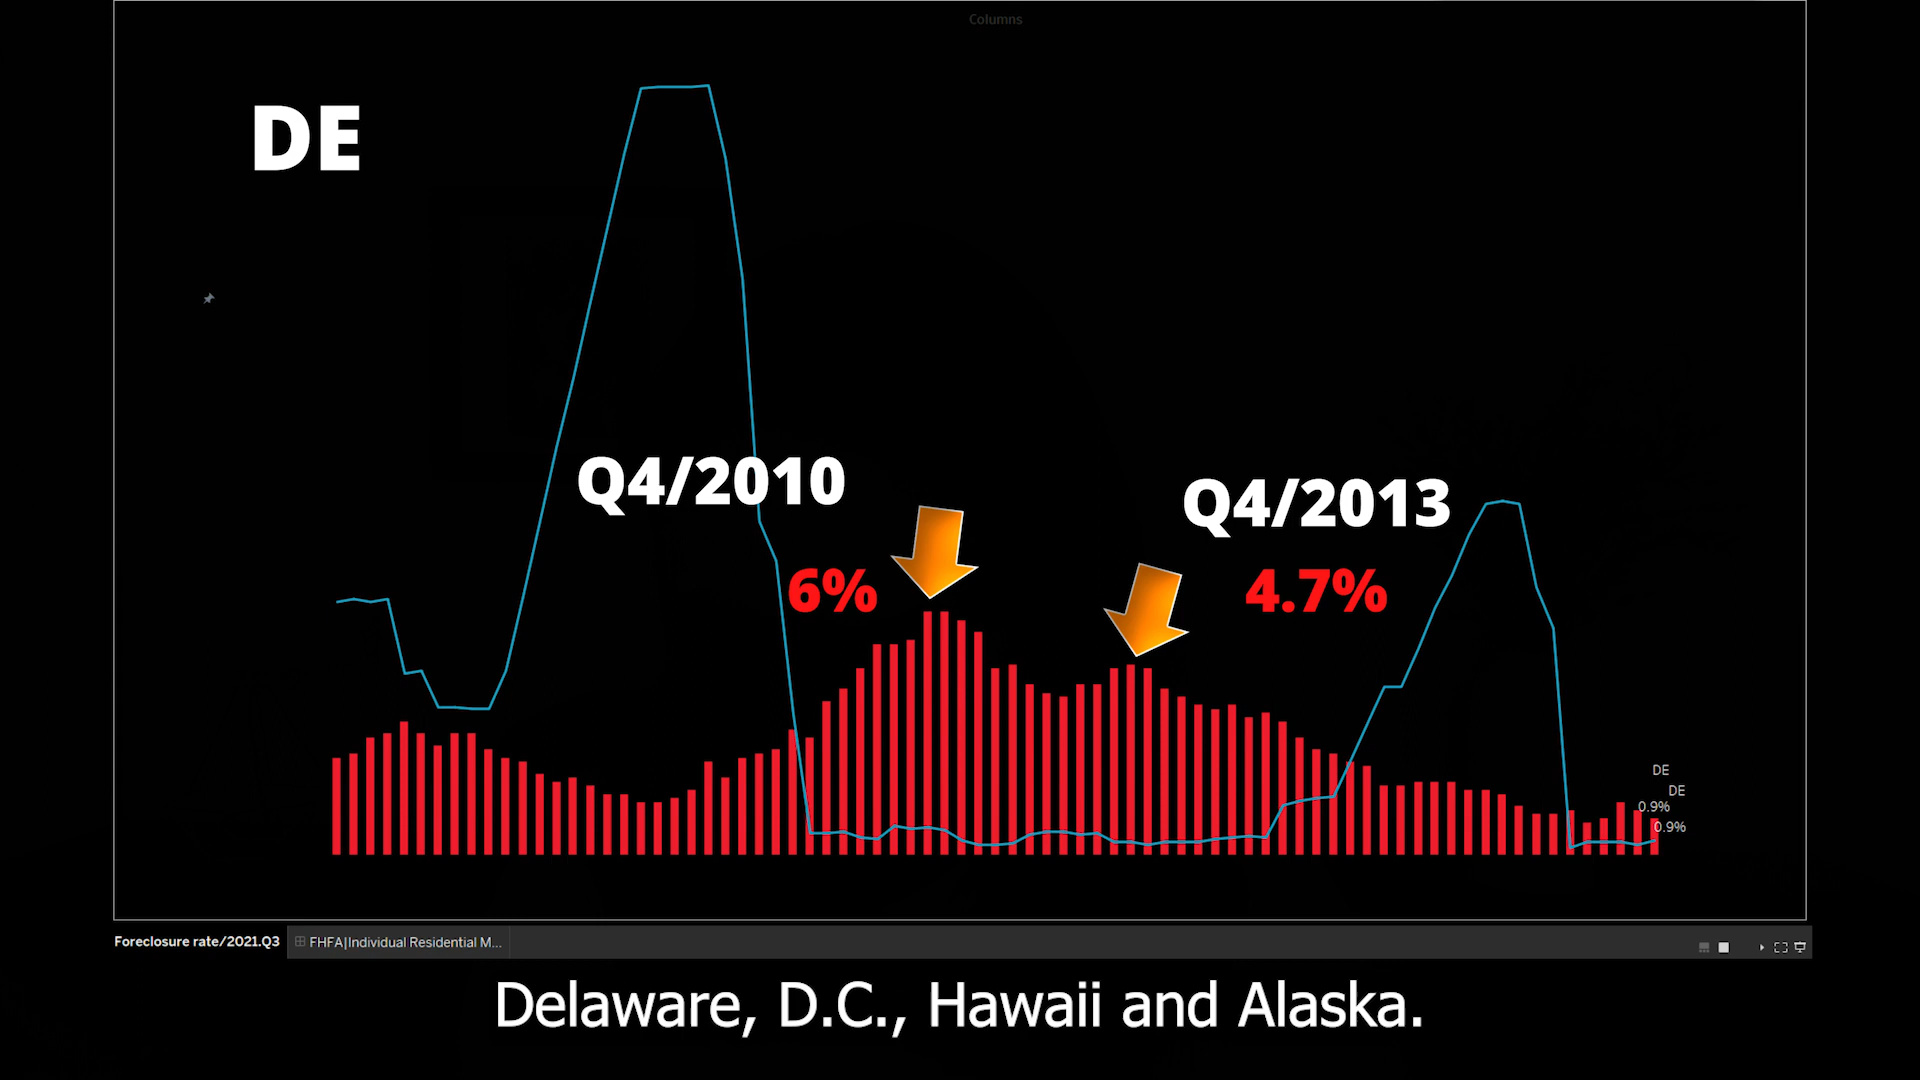 Columns
DE
Q4/2010
Q4/2013
6%
4.7%
DE
DE
0.9%
0.9%
Foreclosure rate/2021.Q3
FHFA|Individual Residential M...
Delaware, D.C., Hawaii and Alaska.